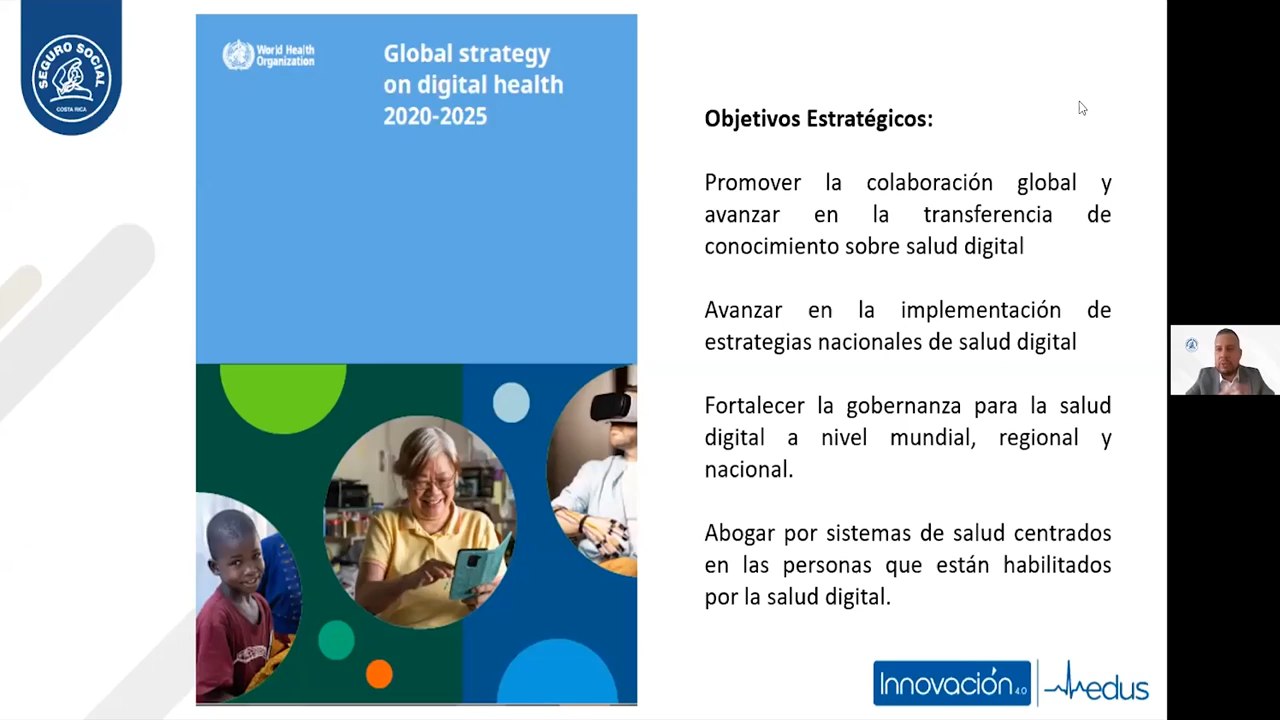 SEGURO SOCIAL
COSTA RICA
World Health
Organization
Global strategy
on digital health
2020-2025
Objetivos Estratégicos:
Promover la colaboración global y
avanzar en la transferencia de
conocimiento sobre salud digital
Avanzar en la implementación de
estrategias nacionales de salud digital
Fortalecer la gobernanza para la salud
digital a nivel mundial, regional y
nacional.
Abogar por sistemas de salud centrados
en las personas que están habilitados
por la salud digital.
Innovación 4.0
edus